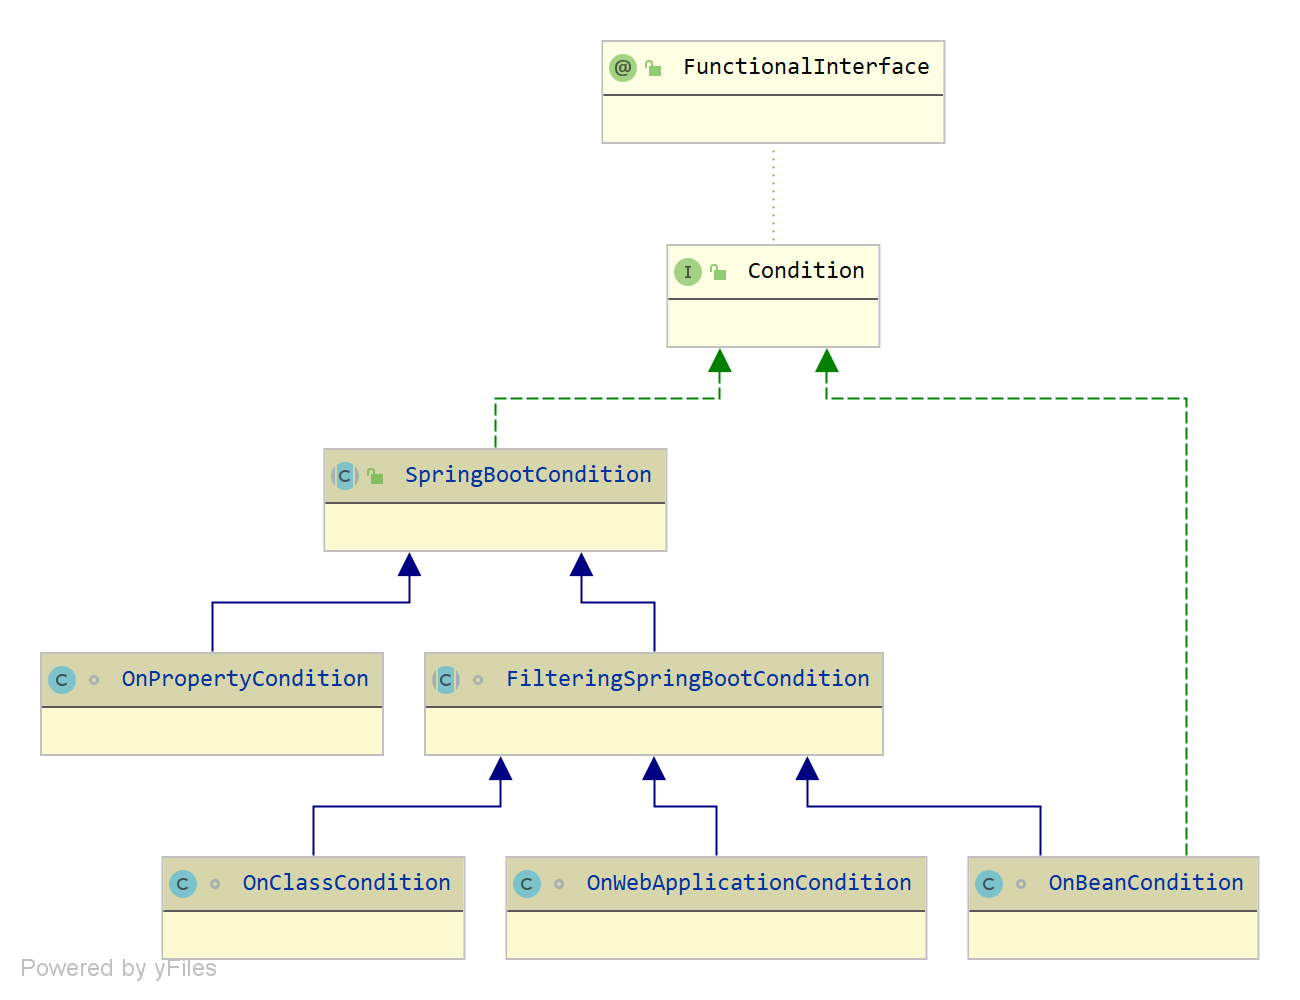 @ FunctionalInterface
I Condition
C SpringBootCondition
C OnPropertyCondition
C FilteringSpringBootCondition
C OnClassCondition
C OnWebApplicationCondition
C OnBeanCondition
Powered by yFiles